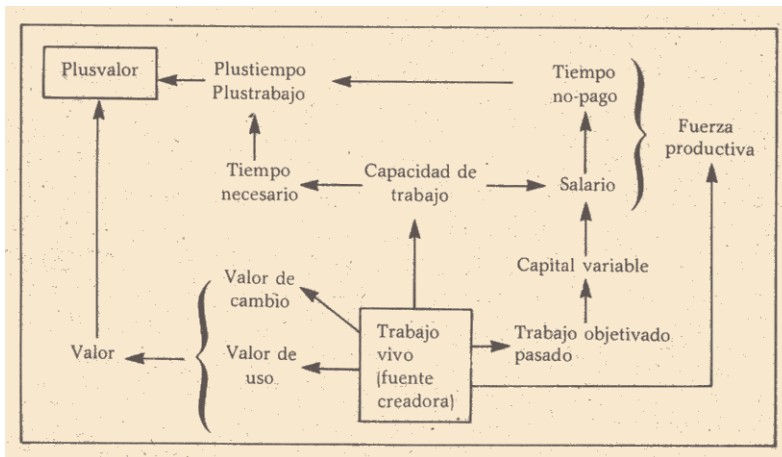 Plusvalor
Plustiempo
Plustrabajo
Tiempo
no-pago
Fuerza
productiva
Tiempo
necesario
Capacidad de
trabajo
Salario
Capital variable
Valor de
cambio
Valor
Valor de
uso
Trabajo
vivo
(fuente
creadora)
Trabajo objetivado
pasado